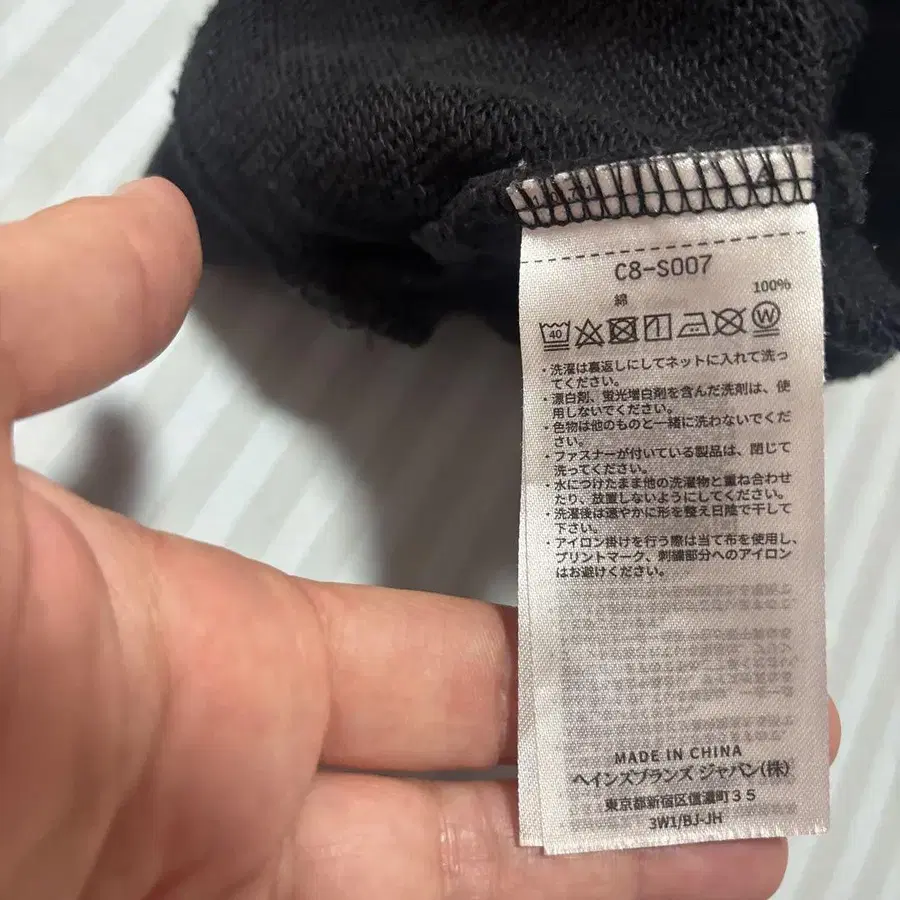 C8-S007
綿 100%
40 W
・洗濯は裏返しにしてネットに入れて洗っ
てください。
・漂白剤、蛍光増白剤を含んだ洗剤は、使
用しないでください。
・色物は他のものと一緒に洗わないでくだ
さい。
・ファスナーが付いている製品は、閉じて
洗ってください。
・水につけたまま他の洗濯物と重ね合わせ
たり、放置しないようにしてください。
・洗濯後は速やかに形を整え日陰で干して
下さい。
・アイロン掛けを行う際は当て布を使用し、
プリントマーク、刺繍部分へのアイロン
はお避けください。
MADE IN CHINA
ヘインズブランズ ジャパン(株)
東京都新宿区信濃町35
3W1/BJ-JH